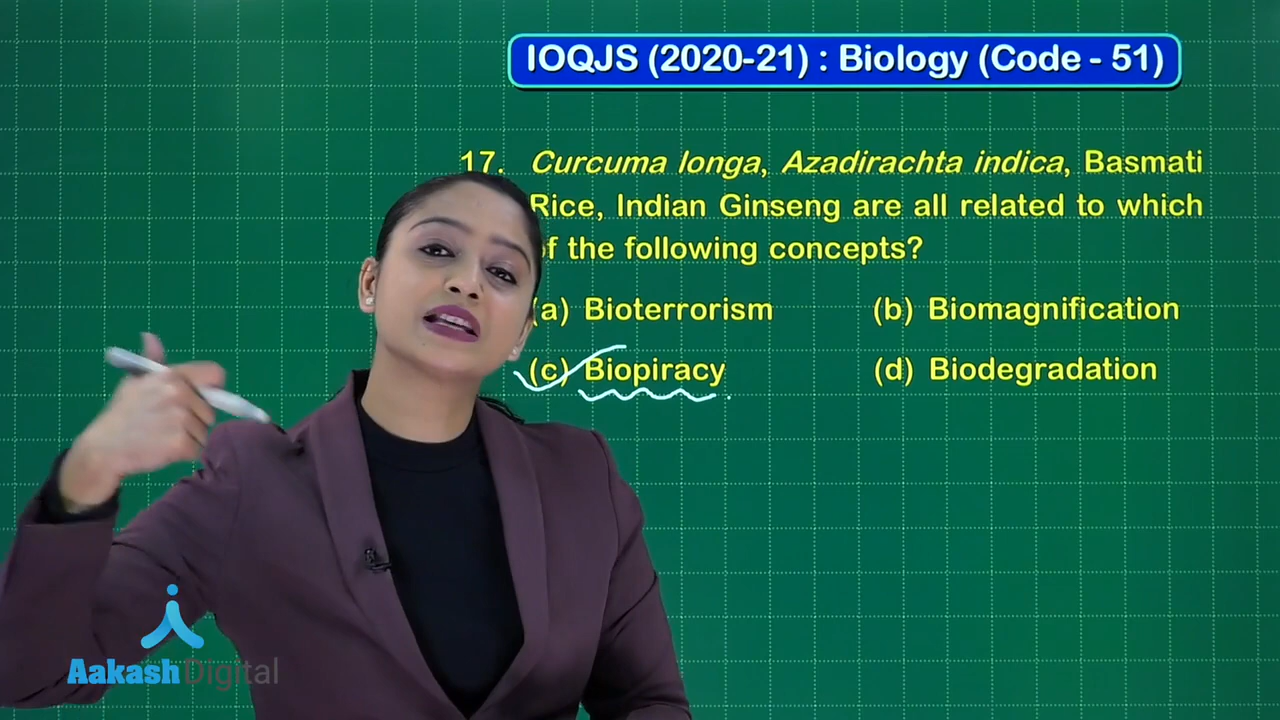 IOQJS (2020-21) : Biology (Code - 51)
17. Curcuma longa, Azadirachta indica, Basmati
Rice, Indian Ginseng are all related to which
of the following concepts?
(a) Bioterrorism (b) Biomagnification
(c) Biopiracy (d) Biodegradation
Aakash Digital